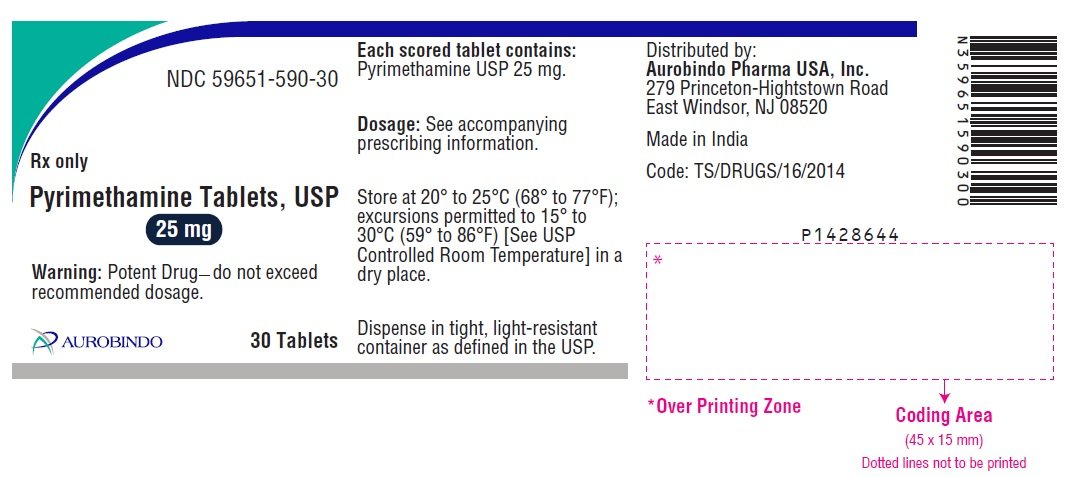 NDC 59651-590-30
Rx only
Pyrimethamine Tablets, USP
25 mg
Warning: Potent Drug–do not exceed
recommended dosage.
AUROBINDO
30 Tablets
Each scored tablet contains:
Pyrimethamine USP 25 mg.
Dosage: See accompanying
prescribing information.
Store at 20° to 25°C (68° to 77°F);
excursions permitted to 15° to
30°C (59° to 86°F) [See USP
Controlled Room Temperature] in a
dry place.
Dispense in tight, light-resistant
container as defined in the USP.
Distributed by:
Aurobindo Pharma USA, Inc.
279 Princeton-Hightstown Road
East Windsor, NJ 08520
Made in India
Code: TS/DRUGS/16/2014
N359651590300
P1428644
*
*Over Printing Zone
Coding Area
(45 x 15 mm)
Dotted lines not to be printed